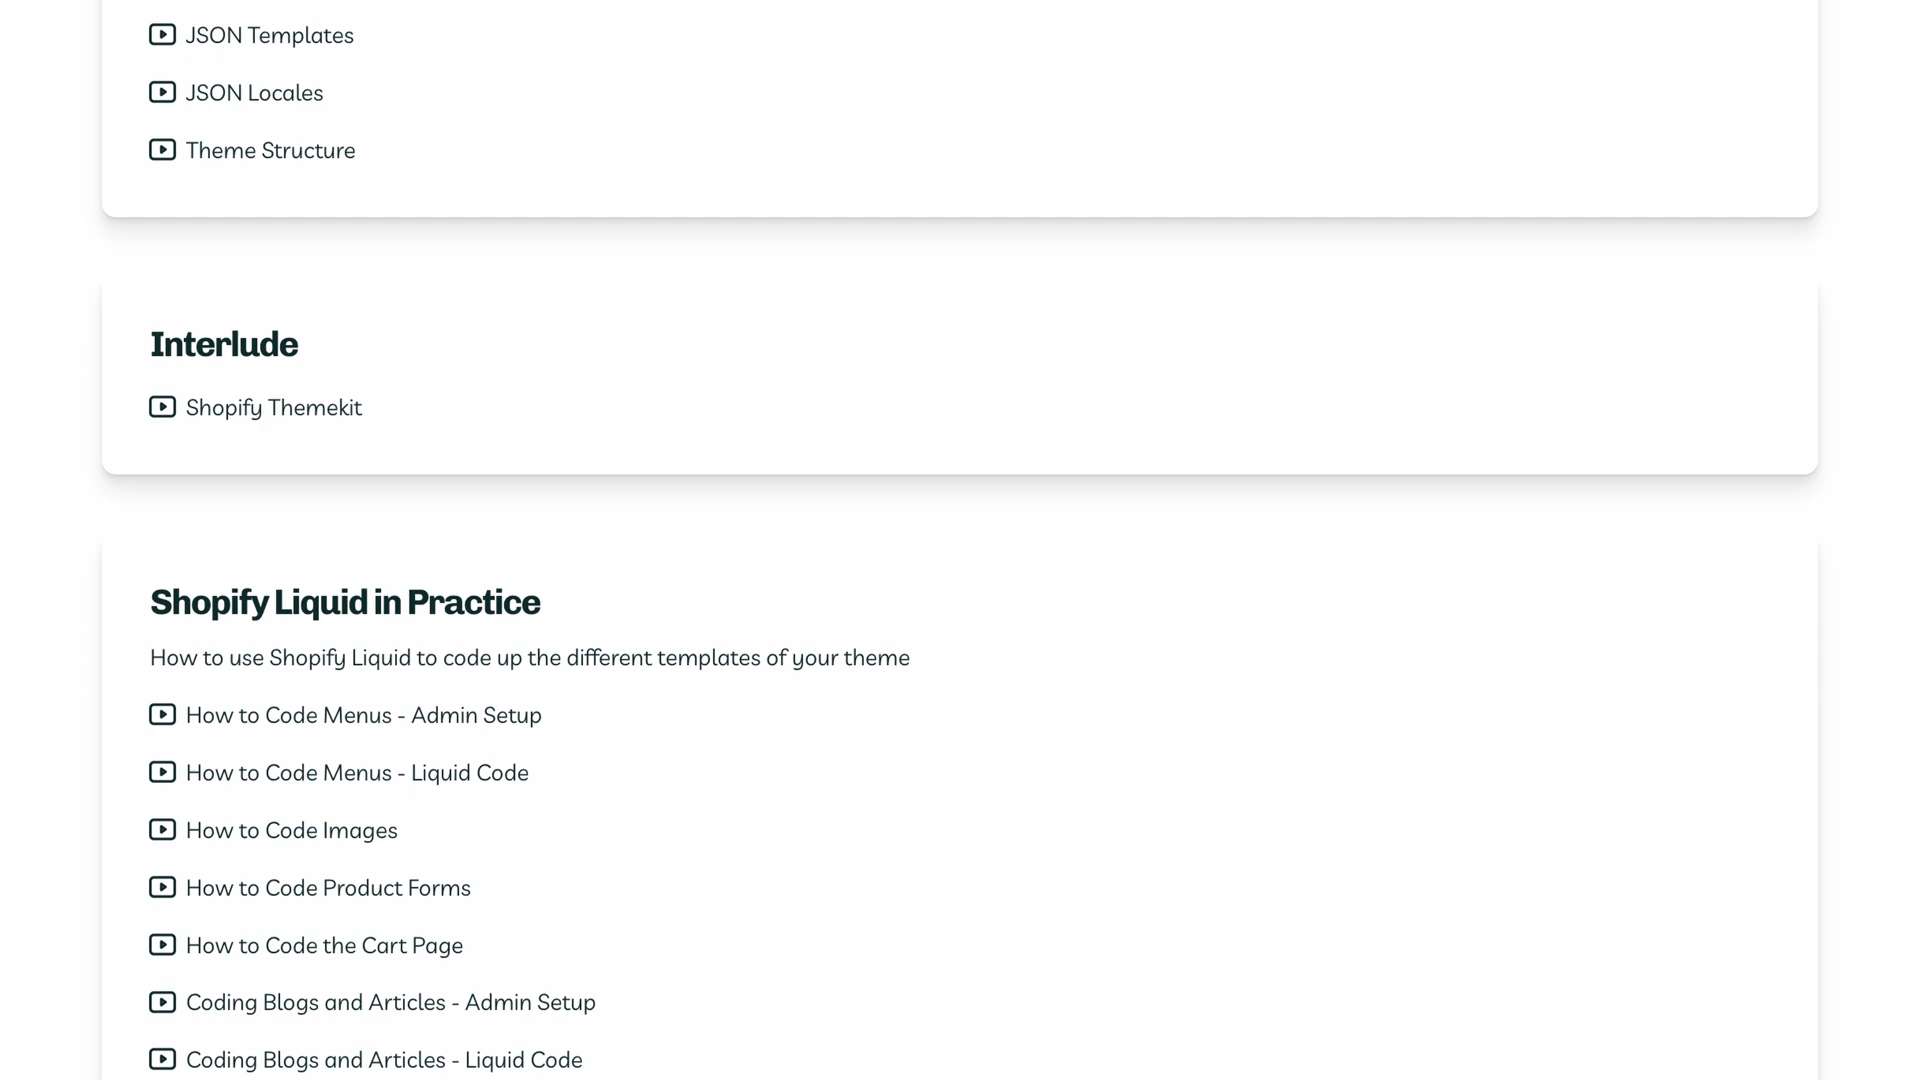 JSON Templates
JSON Locales
Theme Structure
Interlude
Shopify Themekit
Shopify Liquid in Practice
How to use Shopify Liquid to code up the different templates of your theme
How to Code Menus - Admin Setup
How to Code Menus - Liquid Code
How to Code Images
How to Code Product Forms
How to Code the Cart Page
Coding Blogs and Articles - Admin Setup
Coding Blogs and Articles - Liquid Code